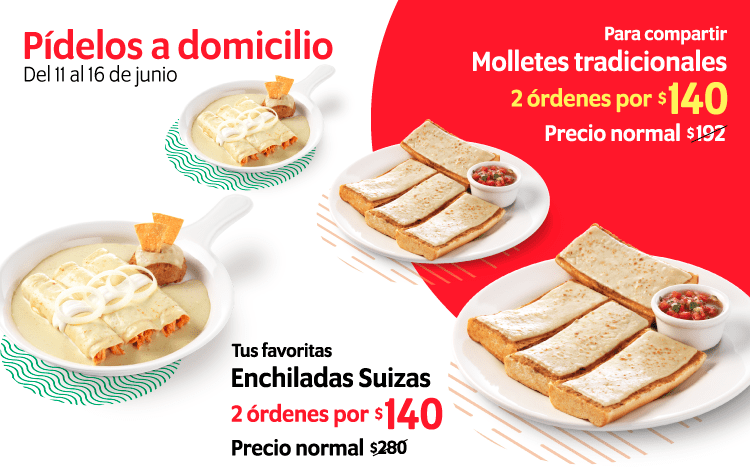 Pídelos a domicilio
Del 11 al 16 de junio
Para compartir
Molletes tradicionales
2 órdenes por $140
Precio normal $192
Tus favoritas
Enchiladas Suizas
2 órdenes por $140
Precio normal $280